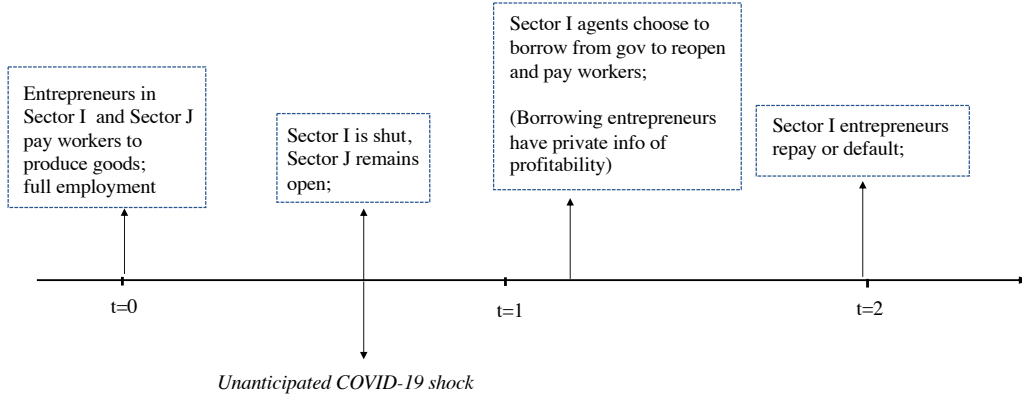 Entrepreneurs in
Sector I and Sector J
pay workers to
produce goods;
full employment
Sector I is shut,
Sector J remains
open;
Sector I agents choose to
borrow from gov to reopen
and pay workers;
(Borrowing entrepreneurs
have private info of
profitability)
Sector I entrepreneurs
repay or default;
t=0
t=1
t=2
Unanticipated COVID-19 shock